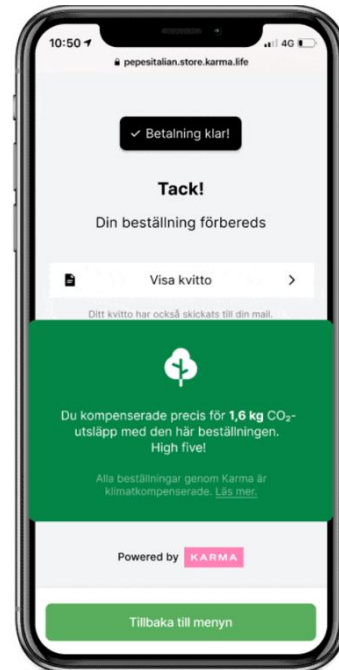 10:50
4G
pepesitalian.store.karma.life
✓ Betalning klar!
Tack!
Din beställning förbereds
Visa kvitto
Ditt kvitto har också skickats till din mail.
Du kompenserade precis för 1,6 kg CO₂-
utsläpp med den här beställningen.
High five!
Alla beställningar genom Karma är
klimatkompenserade. Läs mer.
Powered by KARMA
Tillbaka till menyn